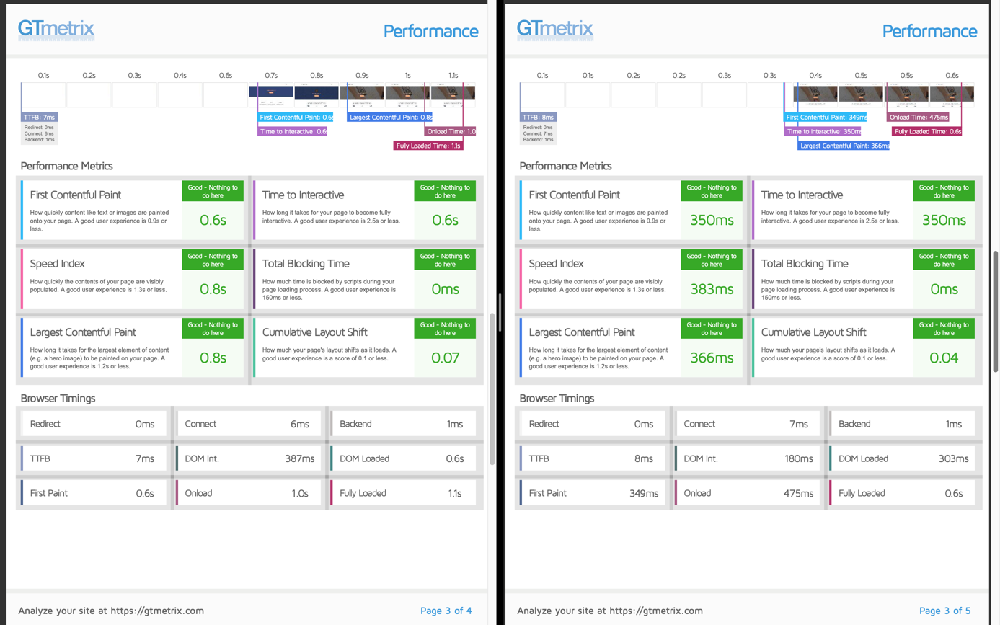 GTmetrix
Performance
0.1s 0.2s 0.3s 0.4s 0.6s 0.7s 0.8s 0.9s 1s 1.1s
TTFB: 7ms
Redirect: 0ms
Connect: 6ms
Backend: 1ms
First Contentful Paint: 0.6s
Largest Contentful Paint: 0.8s
Time to Interactive: 0.6s
Onload Time: 1.0
Fully Loaded Time: 1.1s
Performance Metrics
First Contentful Paint
How quickly content like text or images are painted
onto your page. A good user experience is 0.9s or
less.
Good - Nothing to
do here
0.6s
Time to Interactive
How long it takes for your page to become fully
interactive. A good user experience is 2.5s or less.
Good - Nothing to
do here
0.6s
Speed Index
How quickly the contents of your page are visibly
populated. A good user experience is 1.3s or less.
Good - Nothing to
do here
0.8s
Total Blocking Time
How much time is blocked by scripts during your
page loading process. A good user experience is
150ms or less.
Good - Nothing to
do here
0ms
Largest Contentful Paint
How long it takes for the largest element of content
(e.g. a hero image) to be painted on your page. A
good user experience is 1.2s or less.
Good - Nothing to
do here
0.8s
Cumulative Layout Shift
How much your page's layout shifts as it loads. A
good user experience is a score of 0.1 or less.
Good - Nothing to
do here
0.07
Browser Timings
Redirect 0ms Connect 6ms Backend 1ms
TTFB 7ms DOM Int. 387ms DOM Loaded 0.6s
First Paint 0.6s Onload 1.0s Fully Loaded 1.1s
Analyze your site at https://gtmetrix.com
Page 3 of 4
GTmetrix
Performance
0.1s 0.1s 0.2s 0.2s 0.3s 0.4s 0.5s 0.5s 0.5s 0.6s
TTFB: 8ms
Redirect: 0ms
Connect: 7ms
Backend: 1ms
First Contentful Paint: 349ms
Onload Time: 475ms
Time to Interactive: 350ms
Fully Loaded Time: 0.6s
Largest Contentful Paint: 366ms
Performance Metrics
First Contentful Paint
How quickly content like text or images are painted
onto your page. A good user experience is 0.9s or
less.
Good - Nothing to
do here
350ms
Time to Interactive
How long it takes for your page to become fully
interactive. A good user experience is 2.5s or less.
Good - Nothing to
do here
350ms
Speed Index
How quickly the contents of your page are visibly
populated. A good user experience is 1.3s or less.
Good - Nothing to
do here
383ms
Total Blocking Time
How much time is blocked by scripts during your
page loading process. A good user experience is
150ms or less.
Good - Nothing to
do here
0ms
Largest Contentful Paint
How long it takes for the largest element of content
(e.g. a hero image) to be painted on your page. A
good user experience is 1.2s or less.
Good - Nothing to
do here
366ms
Cumulative Layout Shift
How much your page's layout shifts as it loads. A
good user experience is a score of 0.1 or less.
Good - Nothing to
do here
0.04
Browser Timings
Redirect 0ms Connect 7ms Backend 1ms
TTFB 8ms DOM Int. 180ms DOM Loaded 303ms
First Paint 349ms Onload 475ms Fully Loaded 0.6s
Analyze your site at https://gtmetrix.com
Page 3 of 5